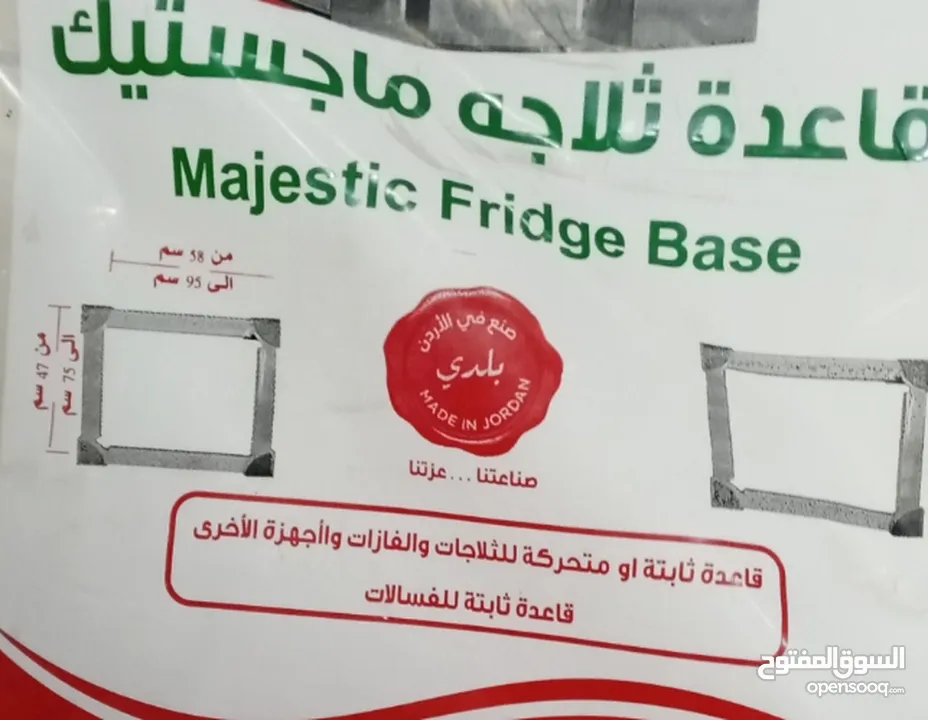 قاعدة ثلاجه ماجستيك
Majestic Fridge Base
من 58 سم
الى 95 سم
من 47 سم
الى 75 سم
صنع في الأردن
بلدي
MADE IN JORDAN
صناعتنا...عزتنا
قاعدة ثابتة او متحركة للثلاجات والغازات واأجهزة الأخرى
قاعدة ثابتة للغسالات
السوق المفتوح
opensooq.com